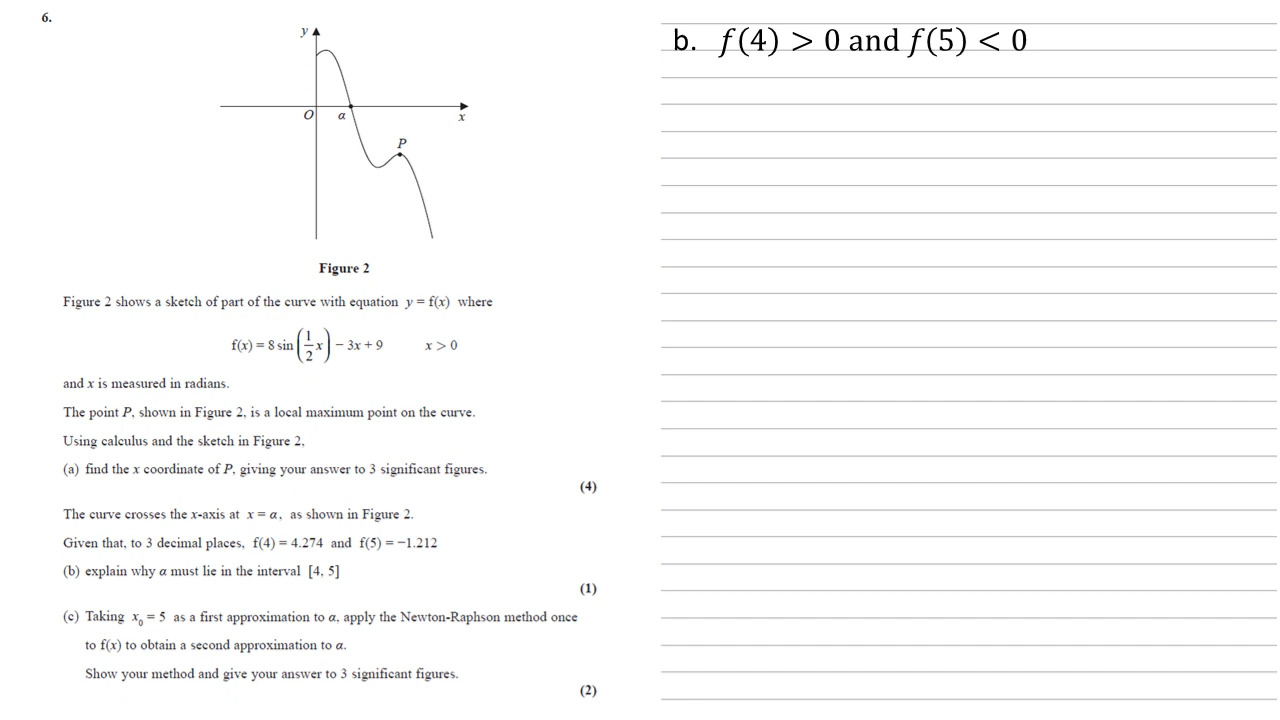 6.
y
O
α
x
P
Figure 2
Figure 2 shows a sketch of part of the curve with equation y = f(x) where
f(x) = 8 sin(1/2 x) − 3x + 9 x > 0
and x is measured in radians.
The point P, shown in Figure 2, is a local maximum point on the curve.
Using calculus and the sketch in Figure 2,
(a) find the x coordinate of P, giving your answer to 3 significant figures.
(4)
The curve crosses the x-axis at x = α, as shown in Figure 2.
Given that, to 3 decimal places, f(4) = 4.274 and f(5) = −1.212
(b) explain why α must lie in the interval [4, 5]
(1)
(c) Taking x₀ = 5 as a first approximation to α, apply the Newton-Raphson method once
to f(x) to obtain a second approximation to α.
Show your method and give your answer to 3 significant figures.
(2)
b. f(4) > 0 and f(5) < 0